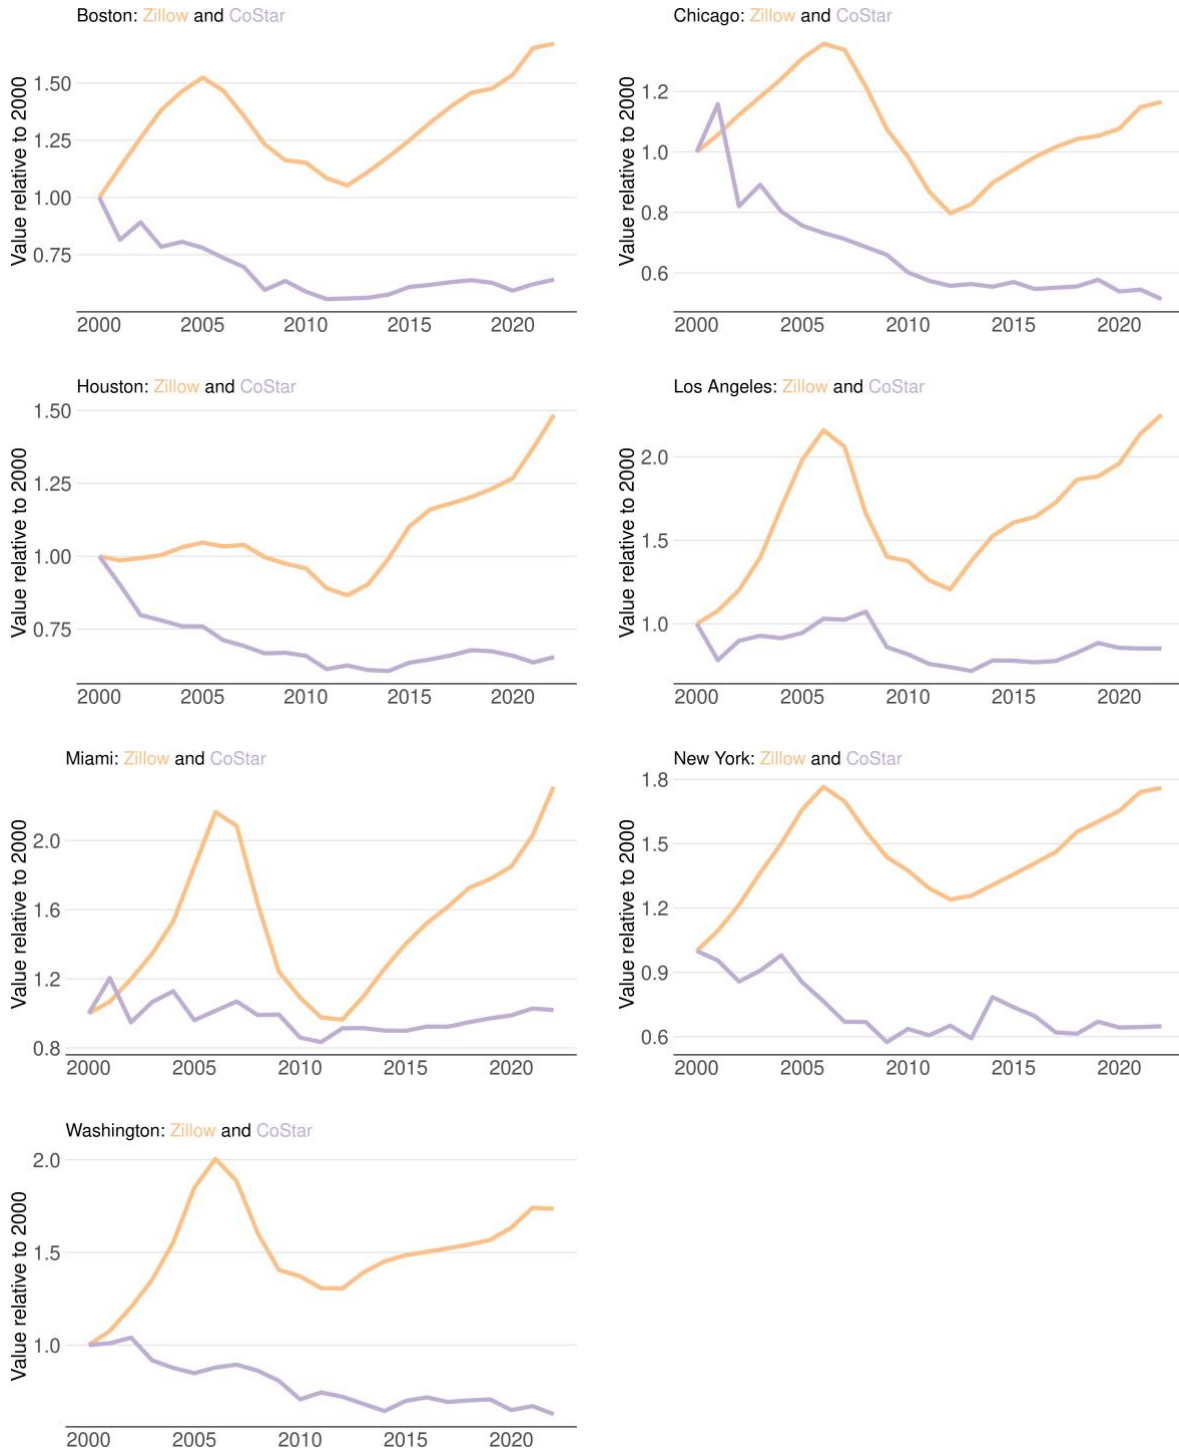 Boston: Zillow and CoStar
Value relative to 2000
1.50
1.25
1.00
0.75
2000 2005 2010 2015 2020
Chicago: Zillow and CoStar
Value relative to 2000
1.2
1.0
0.8
0.6
2000 2005 2010 2015 2020
Houston: Zillow and CoStar
Value relative to 2000
1.50
1.25
1.00
0.75
2000 2005 2010 2015 2020
Los Angeles: Zillow and CoStar
Value relative to 2000
2.0
1.5
1.0
2000 2005 2010 2015 2020
Miami: Zillow and CoStar
Value relative to 2000
2.0
1.6
1.2
0.8
2000 2005 2010 2015 2020
New York: Zillow and CoStar
Value relative to 2000
1.8
1.5
1.2
0.9
0.6
2000 2005 2010 2015 2020
Washington: Zillow and CoStar
Value relative to 2000
2.0
1.5
1.0
2000 2005 2010 2015 2020